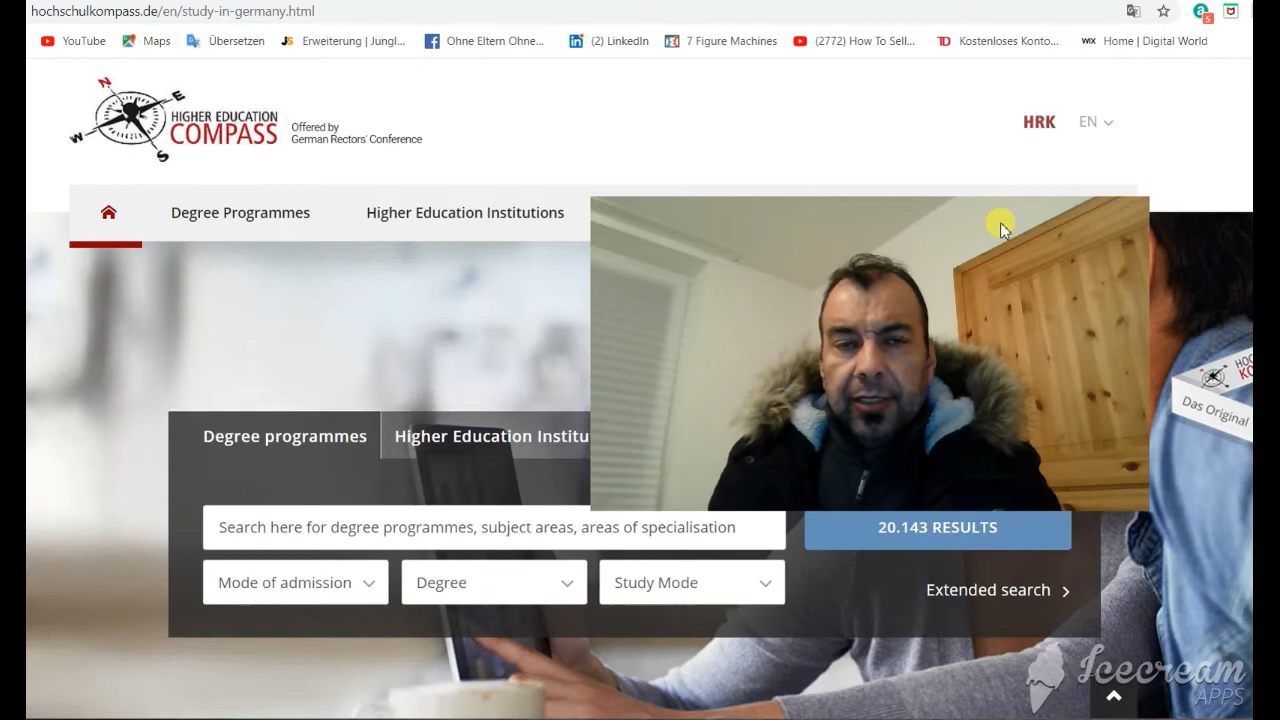 hochschulkompass.de/en/study-in-germany.html
5
YouTube
Maps
Übersetzen
Erweiterung | Jungl...
Ohne Eltern Ohne...
(2) LinkedIn
7 Figure Machines
(2772) How To Sell...
TD
Kostenloses Konto...
WIX
Home | Digital World
N
E
W
S
HIGHER EDUCATION
COMPASS
Offered by
German Rectors' Conference
HRK
EN
Degree Programmes
Higher Education Institutions
Das Original
Degree programmes
Higher Education Institu
Search here for degree programmes, subject areas, areas of specialisation
20.143 RESULTS
Mode of admission
Degree
Study Mode
Extended search
Icecream
APPS